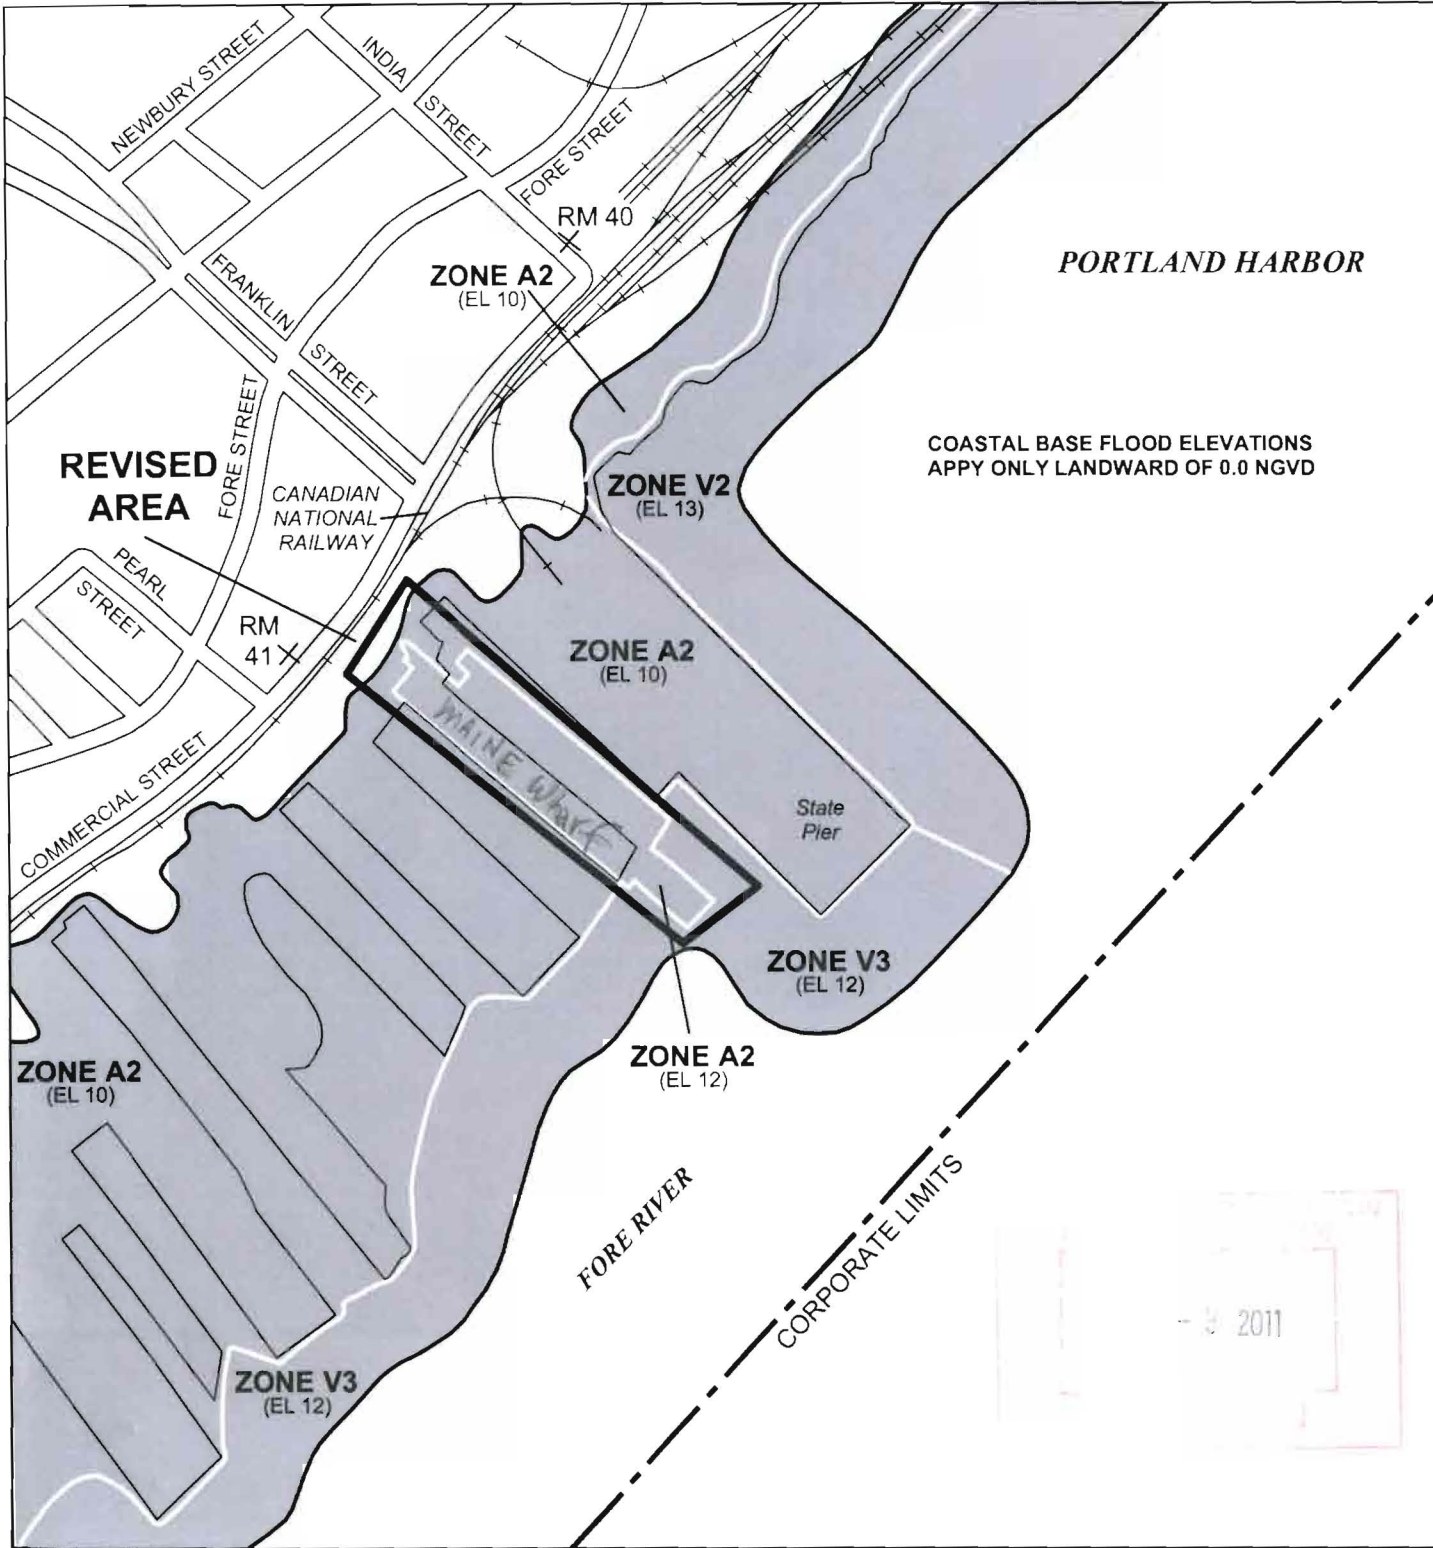 NEWBURY STREET
INDIA
STREET
FORE STREET
RM 40
ZONE A2
(EL 10)
PORTLAND HARBOR
FRANKLIN
STREET
FORE STREET
COASTAL BASE FLOOD ELEVATIONS
APPY ONLY LANDWARD OF 0.0 NGVD
REVISED
AREA
CANADIAN
NATIONAL
RAILWAY
ZONE V2
(EL 13)
PEARL
STREET
RM
41
ZONE A2
(EL 10)
MAINE Wharf
COMMERCIAL STREET
State
Pier
ZONE V3
(EL 12)
ZONE A2
(EL 12)
ZONE A2
(EL 10)
FORE RIVER
CORPORATE LIMITS
2011
ZONE V3
(EL 12)